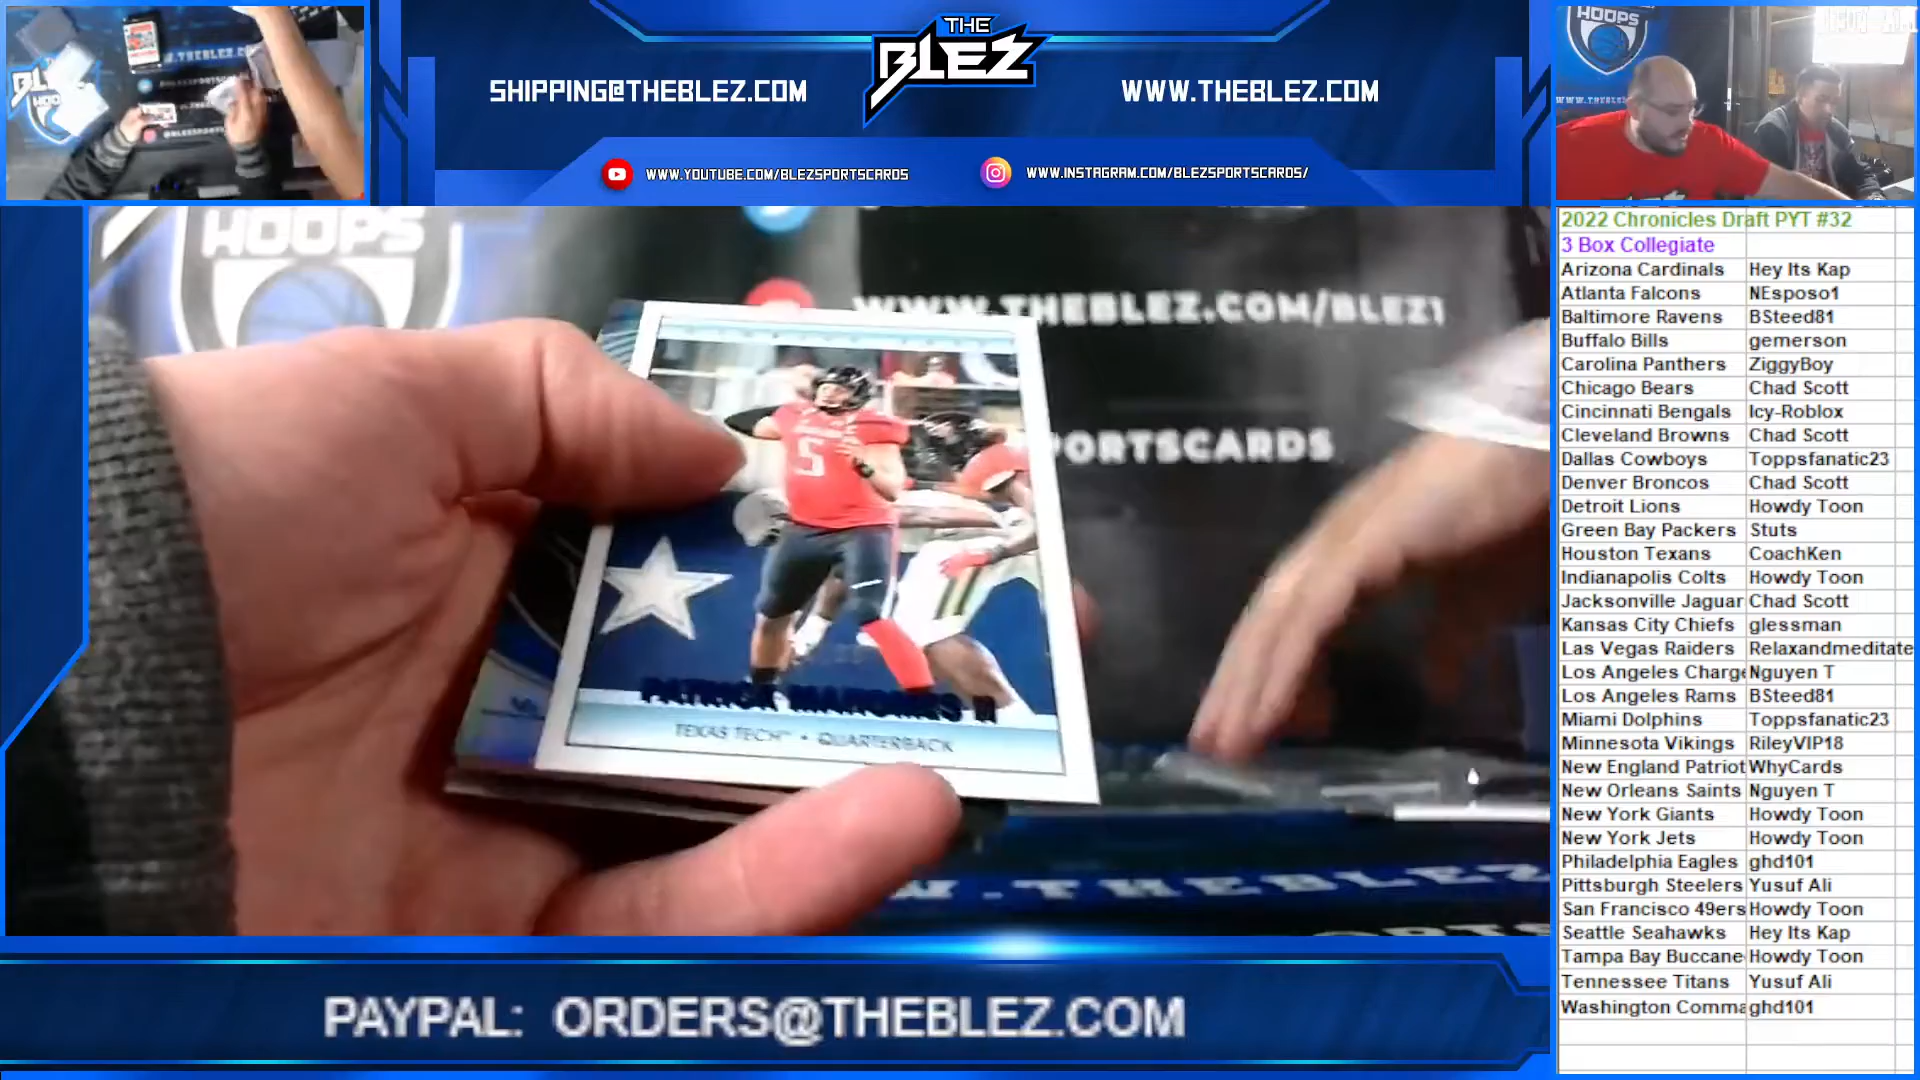 THE
BLEZ
SHIPPING@THEBLEZ.COM
WWW.THEBLEZ.COM
WWW.YOUTUBE.COM/BLEZSPORTSCARDS
WWW.INSTAGRAM.COM/BLEZSPORTSCARDS/
HOOPS
HOOPS
WWW.THEBLEZ.COM/BLEZ1
PORTSCARDS
PATRICK MAHOMES II
TEXAS TECH • QUARTERBACK
W.THEBLEZ
PAYPAL: ORDERS@THEBLEZ.COM
2022 Chronicles Draft PYT #32
3 Box Collegiate
Arizona Cardinals Hey Its Kap
Atlanta Falcons NEsposo1
Baltimore Ravens BSteed81
Buffalo Bills gemerson
Carolina Panthers ZiggyBoy
Chicago Bears Chad Scott
Cincinnati Bengals Icy-Roblox
Cleveland Browns Chad Scott
Dallas Cowboys Toppsfanatic23
Denver Broncos Chad Scott
Detroit Lions Howdy Toon
Green Bay Packers Stuts
Houston Texans CoachKen
Indianapolis Colts Howdy Toon
Jacksonville Jaguar Chad Scott
Kansas City Chiefs glessman
Las Vegas Raiders Relaxandmeditate
Los Angeles Charge Nguyen T
Los Angeles Rams BSteed81
Miami Dolphins Toppsfanatic23
Minnesota Vikings RileyVIP18
New England Patriot WhyCards
New Orleans Saints Nguyen T
New York Giants Howdy Toon
New York Jets Howdy Toon
Philadelphia Eagles ghd101
Pittsburgh Steelers Yusuf Ali
San Francisco 49ers Howdy Toon
Seattle Seahawks Hey Its Kap
Tampa Bay Buccane Howdy Toon
Tennessee Titans Yusuf Ali
Washington Comma ghd101